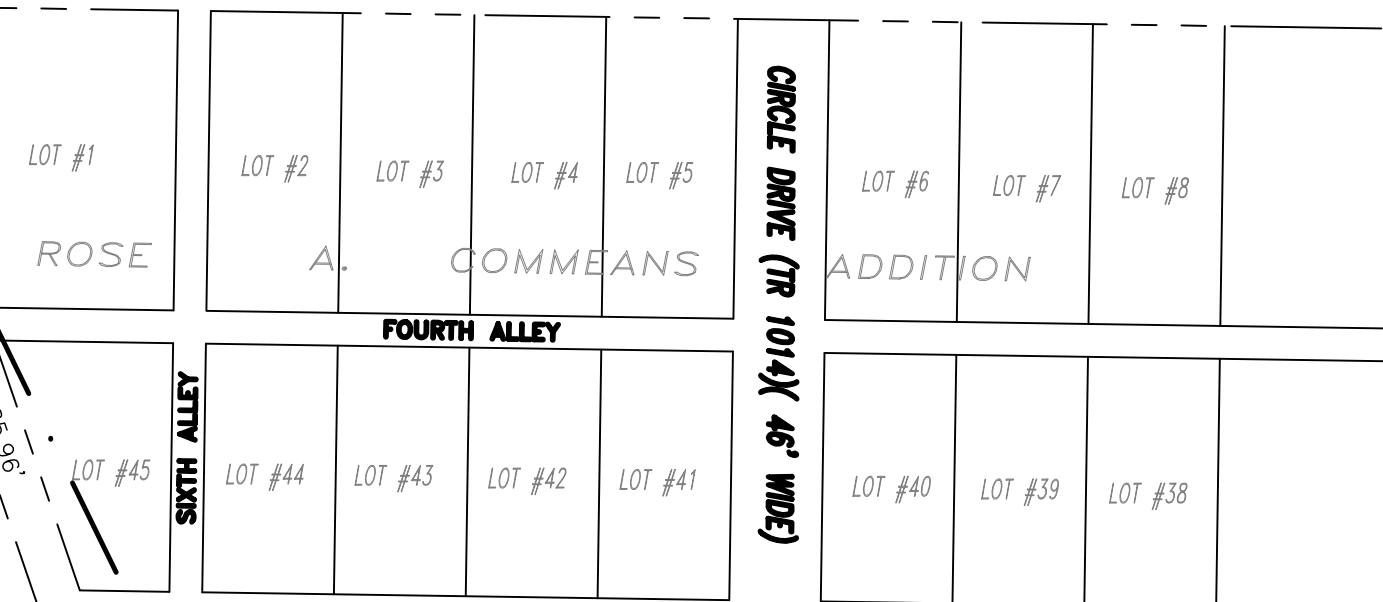 LOT #1
LOT #2
LOT #3
LOT #4
LOT #5
LOT #6
LOT #7
LOT #8
ROSE A. COMMEANS ADDITION
CIRCLE DRIVE (TR 1014)( 46' WIDE)
FOURTH ALLEY
SIXTH ALLEY
LOT #45
LOT #44
LOT #43
LOT #42
LOT #41
LOT #40
LOT #39
LOT #38